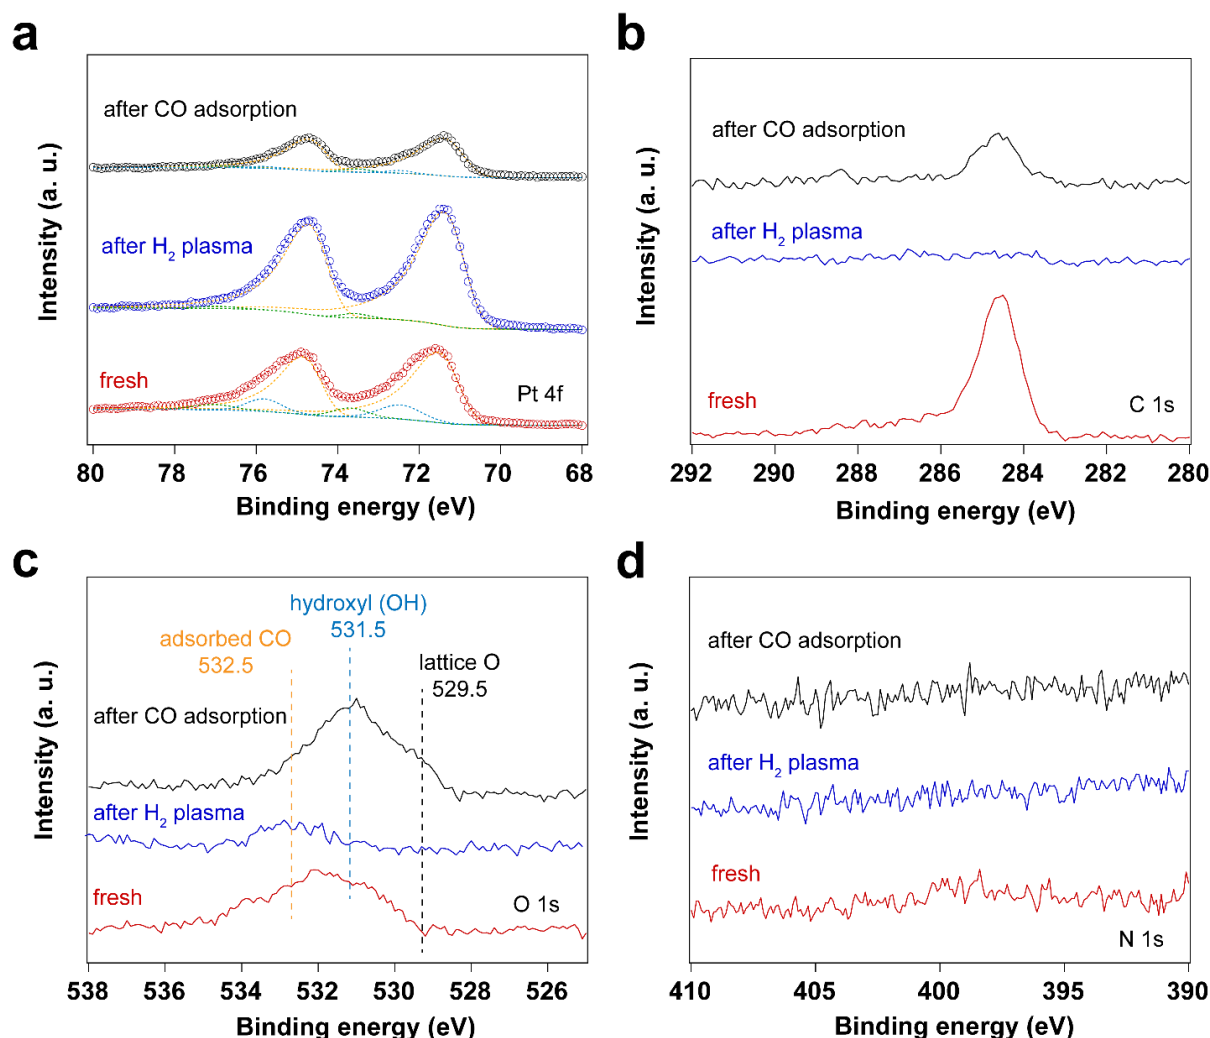 a
after CO adsorption
after H₂ plasma
fresh
Pt 4f
Intensity (a. u.)
80 78 76 74 72 70 68
Binding energy (eV)
b
after CO adsorption
after H₂ plasma
fresh
C 1s
Intensity (a. u.)
292 290 288 286 284 282 280
Binding energy (eV)
c
hydroxyl (OH)
531.5
adsorbed CO
532.5
lattice O
529.5
after CO adsorption
after H₂ plasma
fresh
O 1s
Intensity (a. u.)
538 536 534 532 530 528 526
Binding energy (eV)
d
after CO adsorption
after H₂ plasma
fresh
N 1s
Intensity (a. u.)
410 405 400 395 390
Binding energy (eV)